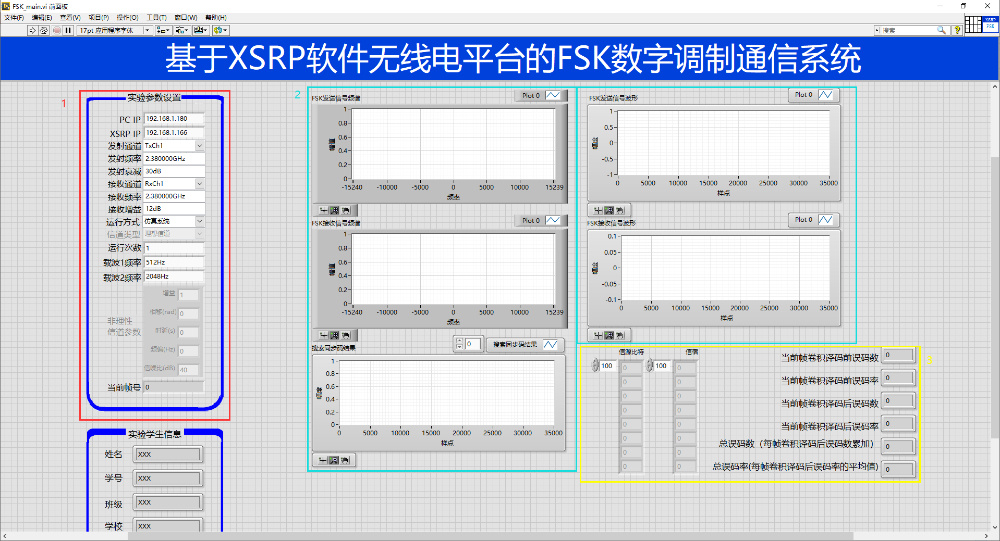 FSK_main.vi 前面板
文件(F) 编辑(E) 查看(V) 项目(P) 操作(O) 工具(T) 窗口(W) 帮助(H)
17pt 应用程序字体
搜索
?
XSRP
FSK
基于XSRP软件无线电平台的FSK数字调制通信系统
1
实验参数设置
PC IP 192.168.1.180
XSRP IP 192.168.1.166
发射通道 TxCh1
发射频率 2.380000GHz
发射衰减 30dB
接收通道 RxCh1
接收频率 2.380000GHz
接收增益 12dB
运行方式 仿真系统
信道类型 理想信道
运行次数 1
载波1频率 512Hz
载波2频率 2048Hz
非理性
信道参数
增益 1
相移(rad) 0
时延(s) 0
频偏(Hz) 0
信噪比(dB) 40
当前帧号 0
实验学生信息
姓名 XXX
学号 XXX
班级 XXX
学校 XXX
2
FSK发送信号频谱 Plot 0
幅值
1
0.8
0.6
0.4
0.2
0
-15240 -10000 -5000 0 5000 10000 15239
频率
FSK接收信号频谱 Plot 0
幅值
1
0.8
0.6
0.4
0.2
0
-15240 -10000 -5000 0 5000 10000 15239
频率
搜索同步码结果 0 搜索同步码结果
幅度
1
0.8
0.6
0.4
0.2
0
0 5000 10000 15000 20000 25000 30000 35000
样点
FSK发送信号波形 Plot 0
幅度
1
0.5
0
-0.5
-1
0 5000 10000 15000 20000 25000 30000 35000
样点
FSK接收信号波形 Plot 0
幅度
0.1
0.05
0
-0.05
-0.1
0 5000 10000 15000 20000 25000 30000 35000
样点
3
信源比特 信宿
100 0 100 0
0 0
0 0
0 0
0 0
0 0
0 0
0 0
当前帧卷积译码前误码数 0
当前帧卷积译码前误码率 0
当前帧卷积译码后误码数 0
当前帧卷积译码后误码率 0
总误码数（每帧卷积译码后误码数累加） 0
总误码率(每帧卷积译码后误码率的平均值) 0